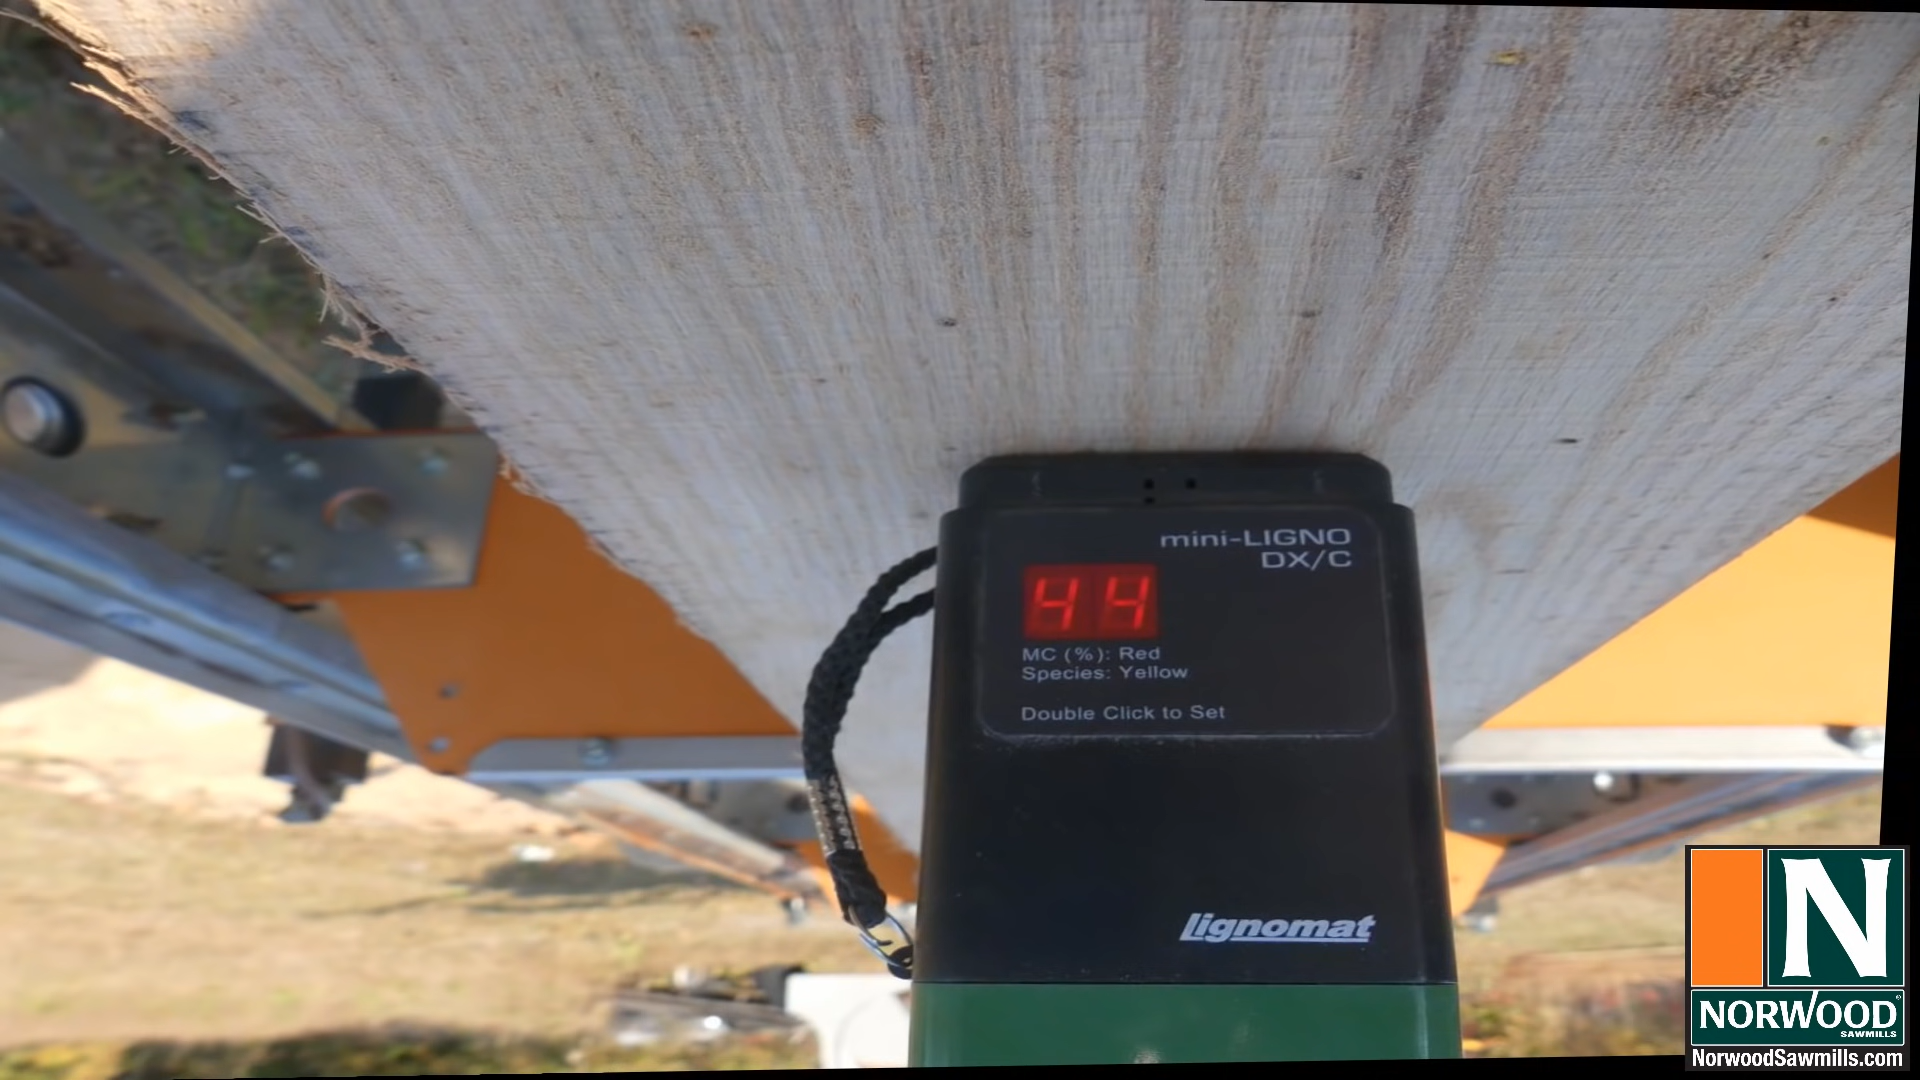 mini-LIGNO
DX/C
44
MC (%): Red
Species: Yellow
Double Click to Set
lignomat
N
NORWOOD®
SAWMILLS
NorwoodSawmills.com